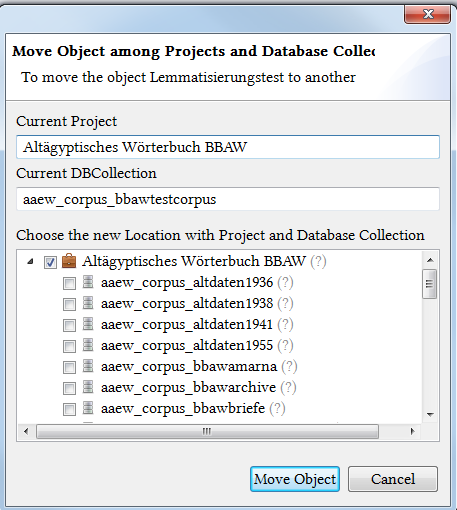 Move Object among Projects and Database Collec
To move the object Lemmatisierungstest to another
Current Project
Altägyptisches Wörterbuch BBAW
Current DBCollection
aaew_corpus_bbawtestcorpus
Choose the new Location with Project and Database Collection
Altägyptisches Wörterbuch BBAW (?)
aaew_corpus_altdaten1936 (?)
aaew_corpus_altdaten1938 (?)
aaew_corpus_altdaten1941 (?)
aaew_corpus_altdaten1955 (?)
aaew_corpus_bbawamarna (?)
aaew_corpus_bbawarchive (?)
aaew_corpus_bbawbriefe (?)
Move Object Cancel